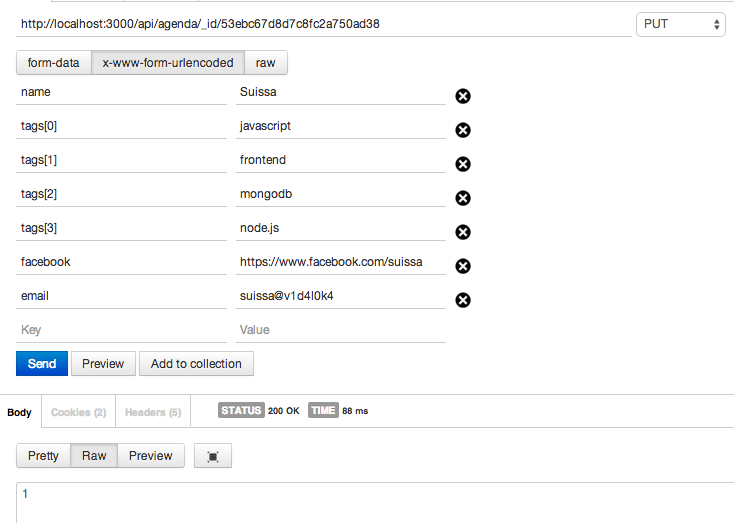 http://localhost:3000/api/agenda/_id/53ebc67d8d7c8fc2a750ad38 PUT
form-data x-www-form-urlencoded raw
name Suissa
tags[0] javascript
tags[1] frontend
tags[2] mongodb
tags[3] node.js
facebook https://www.facebook.com/suissa
email suissa@v1d4l0k4
Key Value
Send Preview Add to collection
Body Cookies (2) Headers (5) STATUS 200 OK TIME 88 ms
Pretty Raw Preview
1